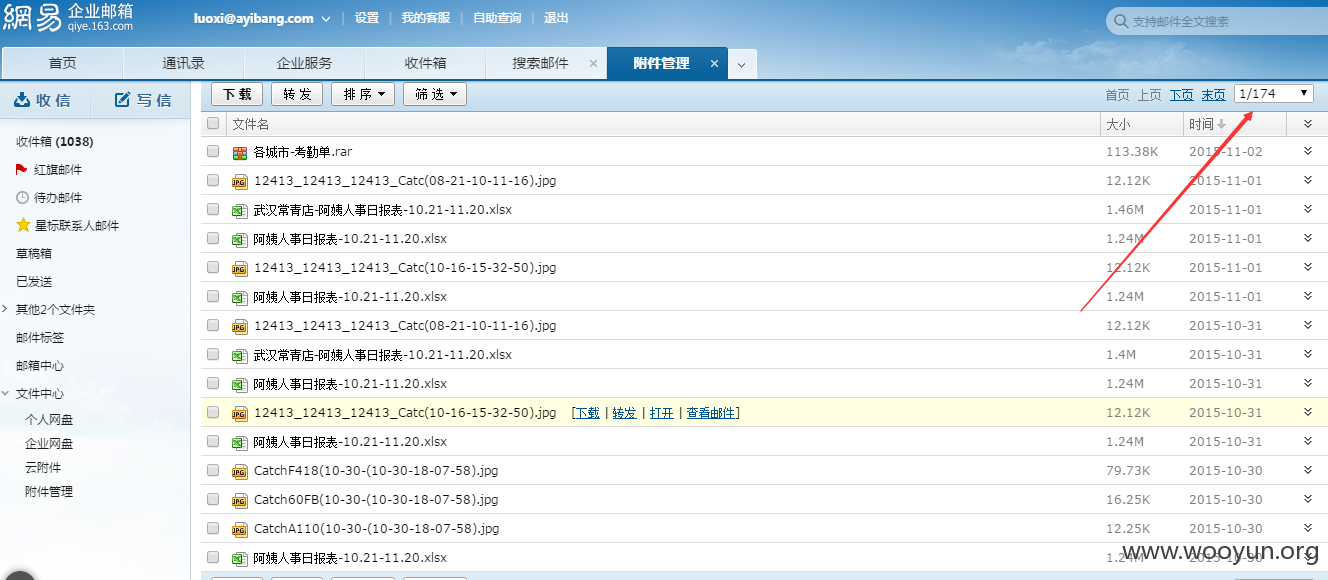 網易 企业邮箱 qiye.163.com
luoxi@ayibang.com | 设置 | 我的客服 | 自助查询 | 退出
支持邮件全文搜索
首页 通讯录 企业服务 收件箱 搜索邮件 × 附件管理 ×
收信 写信
下载 转发 排序 筛选
首页 上页 下页 末页 1/174
文件名 大小 时间
各城市-考勤单.rar 113.38K 2015-11-02
12413_12413_12413_Catc(08-21-10-11-16).jpg 12.12K 2015-11-01
武汉常青店-阿姨人事日报表-10.21-11.20.xlsx 1.46M 2015-11-01
阿姨人事日报表-10.21-11.20.xlsx 1.24M 2015-11-01
12413_12413_12413_Catc(10-16-15-32-50).jpg 12.12K 2015-11-01
阿姨人事日报表-10.21-11.20.xlsx 1.24M 2015-11-01
12413_12413_12413_Catc(08-21-10-11-16).jpg 12.12K 2015-10-31
武汉常青店-阿姨人事日报表-10.21-11.20.xlsx 1.4M 2015-10-31
阿姨人事日报表-10.21-11.20.xlsx 1.24M 2015-10-31
12413_12413_12413_Catc(10-16-15-32-50).jpg [下载 | 转发 | 打开 | 查看邮件] 12.12K 2015-10-31
阿姨人事日报表-10.21-11.20.xlsx 1.24M 2015-10-31
CatchF418(10-30-(10-30-18-07-58).jpg 79.73K 2015-10-30
Catch60FB(10-30-(10-30-18-07-58).jpg 16.25K 2015-10-30
CatchA110(10-30-(10-30-18-07-58).jpg 12.25K 2015-10-30
阿姨人事日报表-10.21-11.20.xlsx 1.24M 2015-10-30
收件箱 (1038)
红旗邮件
待办邮件
星标联系人邮件
草稿箱
已发送
其他2个文件夹
邮件标签
邮箱中心
文件中心
个人网盘
企业网盘
云附件
附件管理
www.wooyun.org